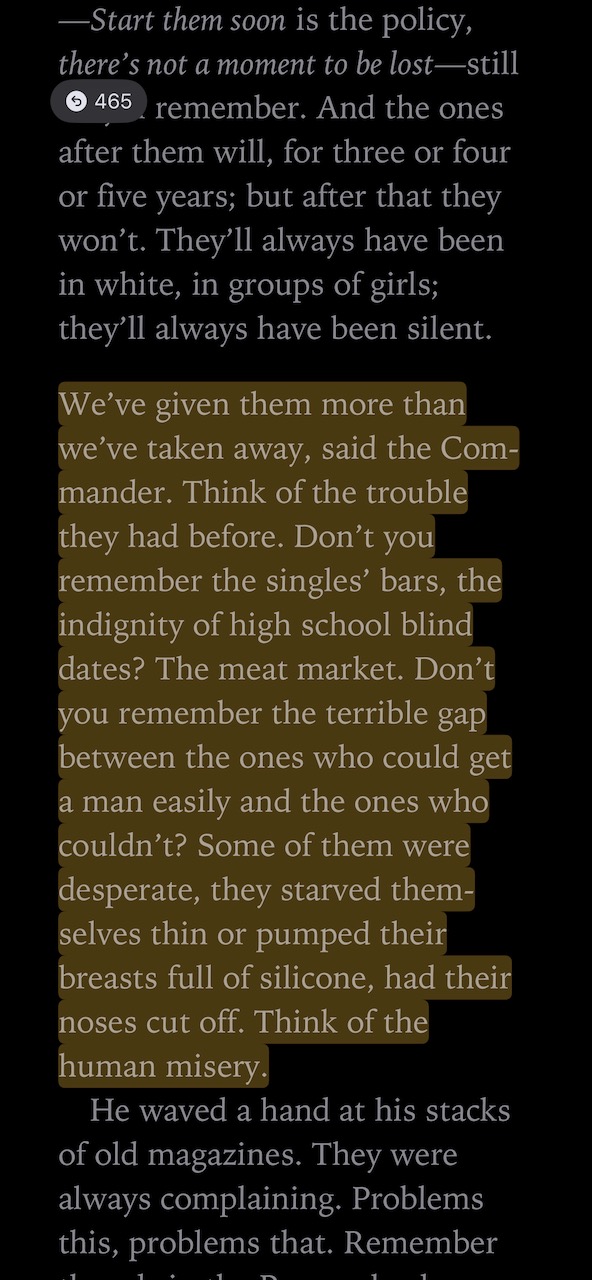 —Start them soon is the policy,
there’s not a moment to be lost—still
465
remember. And the ones
after them will, for three or four
or five years; but after that they
won’t. They’ll always have been
in white, in groups of girls;
they’ll always have been silent.
We’ve given them more than
we’ve taken away, said the Com-
mander. Think of the trouble
they had before. Don’t you
remember the singles’ bars, the
indignity of high school blind
dates? The meat market. Don’t
you remember the terrible gap
between the ones who could get
a man easily and the ones who
couldn’t? Some of them were
desperate, they starved them-
selves thin or pumped their
breasts full of silicone, had their
noses cut off. Think of the
human misery.
He waved a hand at his stacks
of old magazines. They were
always complaining. Problems
this, problems that. Remember